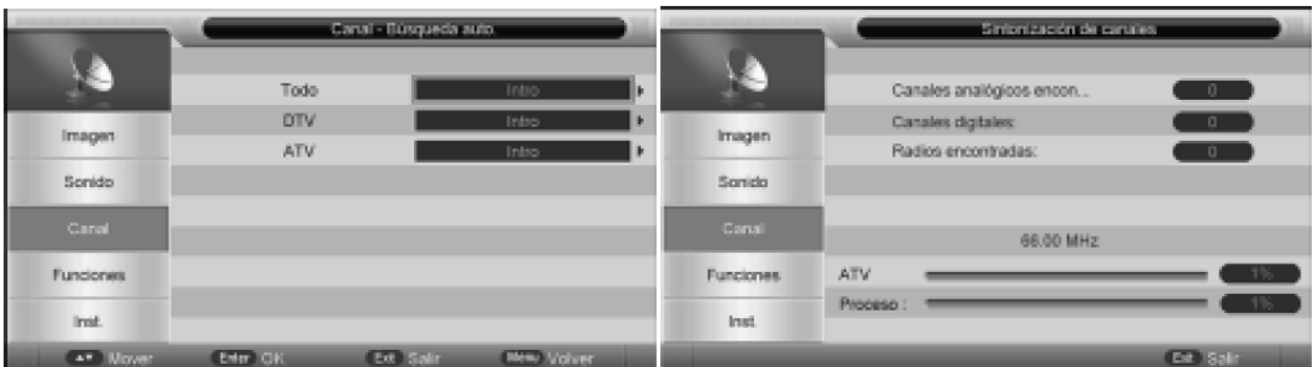 Canal - Búsqueda auto.
Todo Intro
DTV Intro
ATV Intro
Imagen
Sonido
Canal
Funciones
Inst.
Mover Enter OK Exit Salir Menu Volver
Sintonización de canales
Canales analógicos encon... 0
Canales digitales: 0
Radios encontradas: 0
Imagen
Sonido
Canal
Funciones
Inst.
66.00 MHz
ATV 1%
Proceso : 1%
Exit Salir